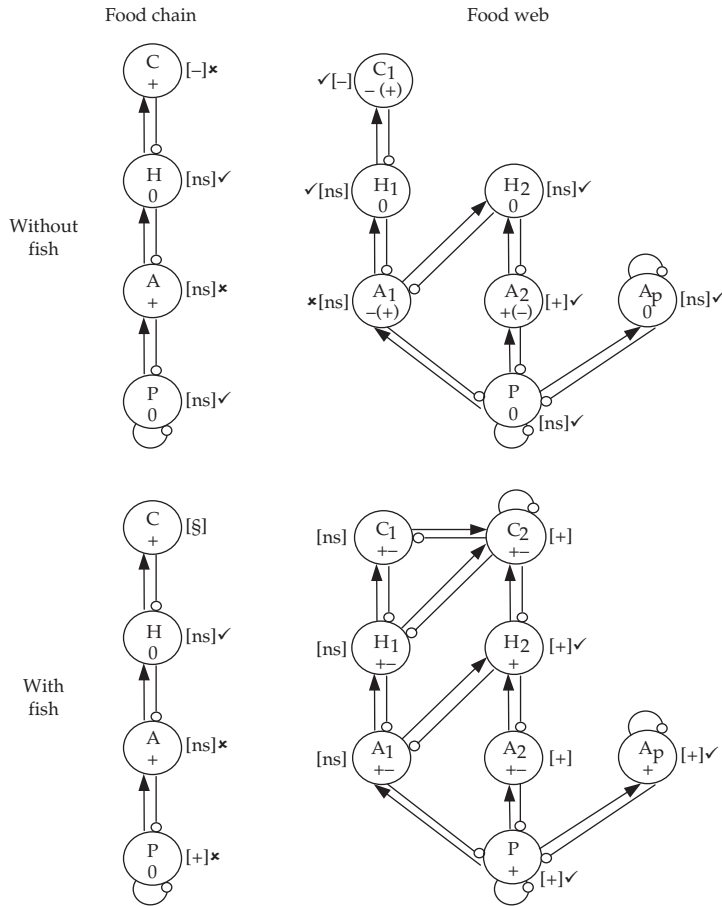 Food chain
Food web
Without
fish
C
+
[–]✖
H
0
[ns]✓
A
+
[ns]✖
P
0
[ns]✓
✓[–]
C1
– (+)
✓[ns]
H1
0
H2
0
[ns]✓
✖[ns]
A1
–(+)
A2
+(–)
[+]✓
Ap
0
[ns]✓
P
0
[ns]✓
With
fish
C
+
[§]
H
0
[ns]✓
A
+
[ns]✖
P
0
[+]✖
[ns]
C1
+–
C2
+–
[+]
[ns]
H1
+–
H2
+
[+]✓
[ns]
A1
+–
A2
+–
[+]
Ap
+
[+]✓
P
+
[+]✓